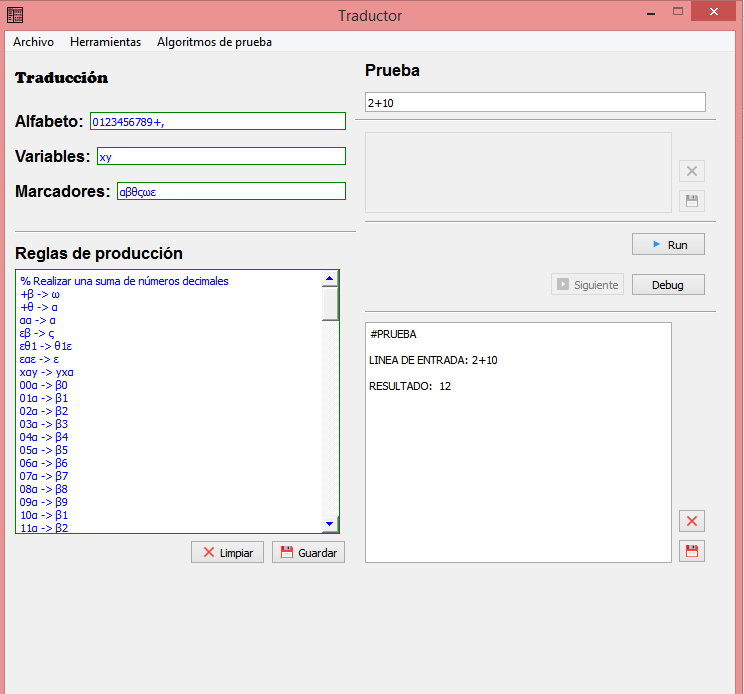 Traductor
Archivo Herramientas Algoritmos de prueba
Traducción
Alfabeto: 0123456789+,
Variables: xy
Marcadores: αβθςωε
Reglas de producción
% Realizar una suma de números decimales
+β -> ω
+θ -> α
αα -> α
εβ -> ς
εθ1 -> θ1ε
εαε -> ε
xαy -> yxα
00α -> β0
01α -> β1
02α -> β2
03α -> β3
04α -> β4
05α -> β5
06α -> β6
07α -> β7
08α -> β8
09α -> β9
10α -> β1
11α -> β2
Limpiar Guardar
Prueba
2+10
Run
Siguiente Debug
#PRUEBA
LINEA DE ENTRADA: 2+10
RESULTADO: 12